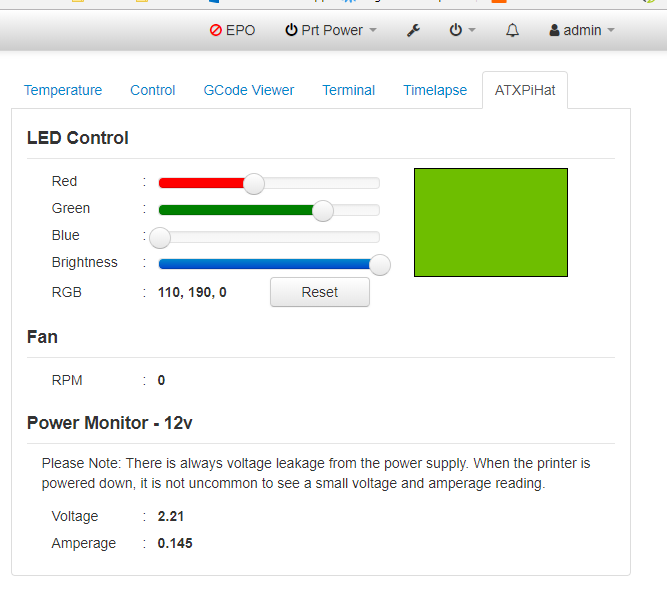 EPO Prt Power admin
Temperature Control GCode Viewer Terminal Timelapse ATXPiHat
LED Control
Red :
Green :
Blue :
Brightness :
RGB : 110, 190, 0 Reset
Fan
RPM : 0
Power Monitor - 12v
Please Note: There is always voltage leakage from the power supply. When the printer is
powered down, it is not uncommon to see a small voltage and amperage reading.
Voltage : 2.21
Amperage : 0.145